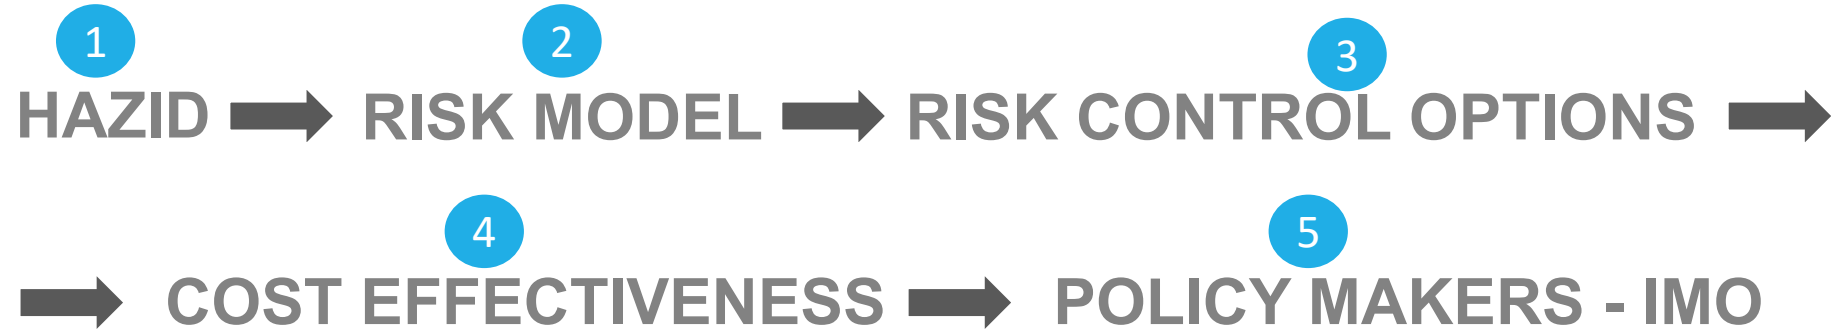 1 2 3
HAZID RISK MODEL RISK CONTROL OPTIONS
4 5
COST EFFECTIVENESS POLICY MAKERS - IMO